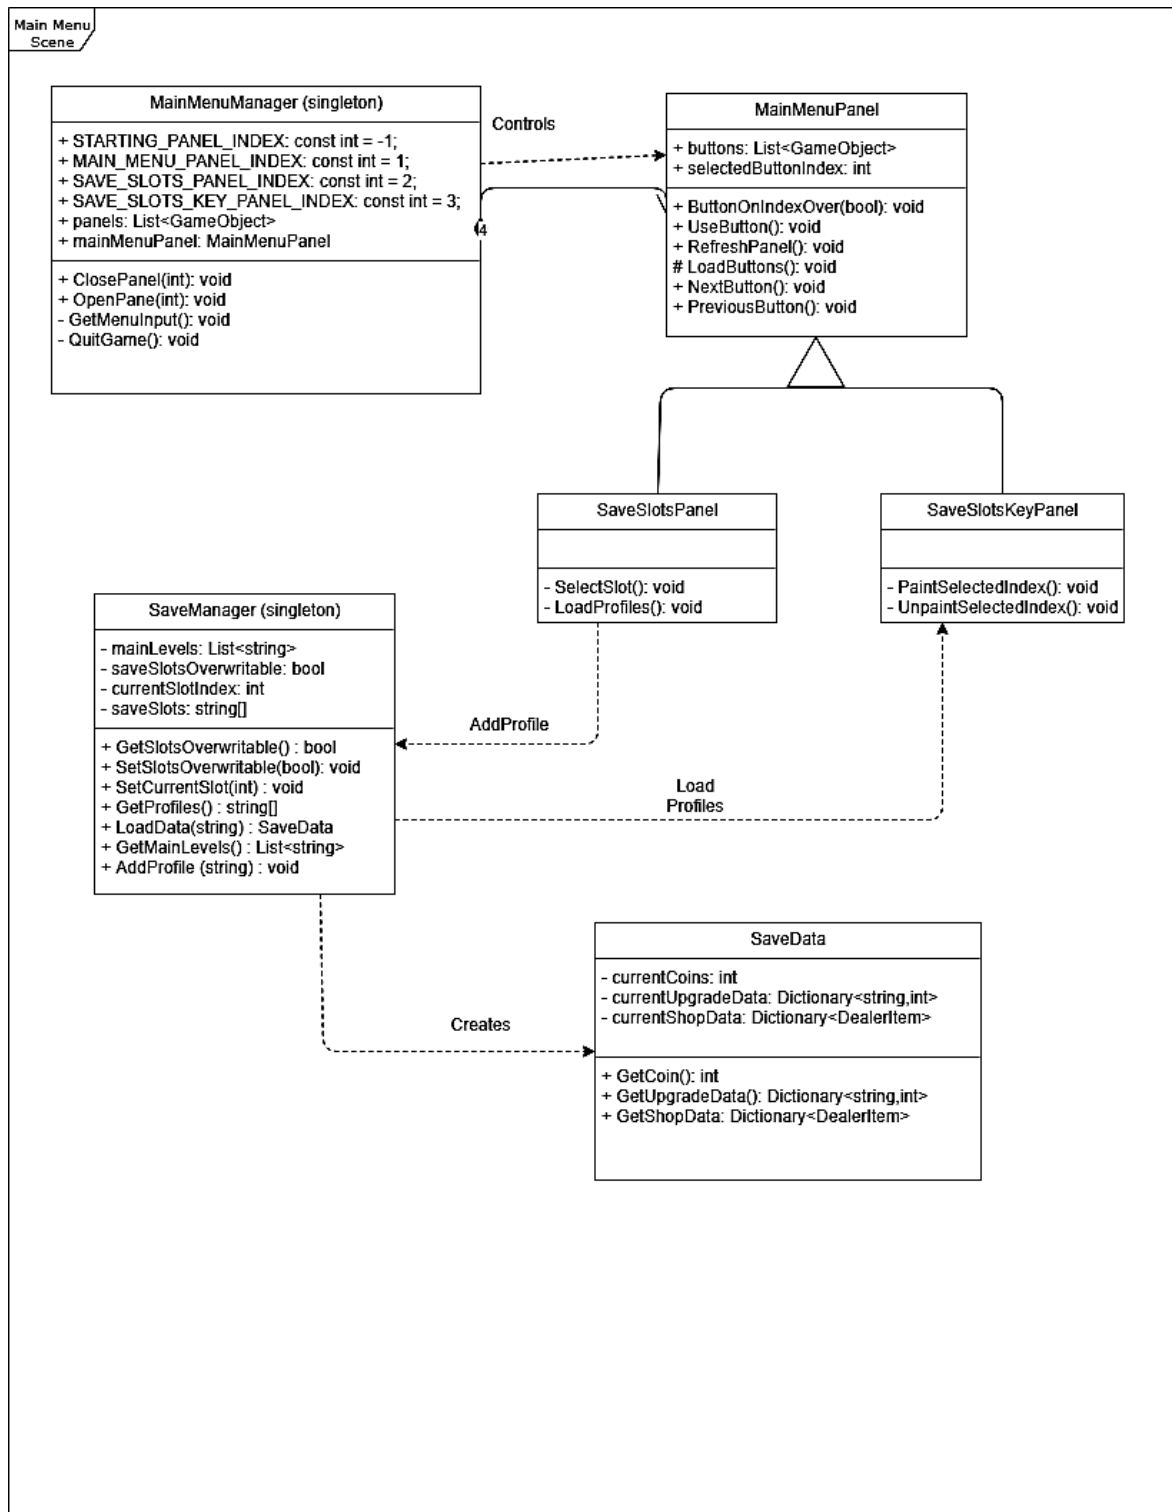 Main Menu
Scene
MainMenuManager (singleton)
+ STARTING_PANEL_INDEX: const int = -1;
+ MAIN_MENU_PANEL_INDEX: const int = 1;
+ SAVE_SLOTS_PANEL_INDEX: const int = 2;
+ SAVE_SLOTS_KEY_PANEL_INDEX: const int = 3;
+ panels: List<GameObject>
+ mainMenuPanel: MainMenuPanel
+ ClosePanel(int): void
+ OpenPane(int): void
- GetMenuInput(): void
- QuitGame(): void
Controls
4
MainMenuPanel
+ buttons: List<GameObject>
+ selectedButtonIndex: int
+ ButtonOnIndexOver(bool): void
+ UseButton(): void
+ RefreshPanel(): void
# LoadButtons(): void
+ NextButton(): void
+ PreviousButton(): void
SaveSlotsPanel
- SelectSlot(): void
- LoadProfiles(): void
SaveSlotsKeyPanel
- PaintSelectedIndex(): void
- UnpaintSelectedIndex(): void
SaveManager (singleton)
- mainLevels: List<string>
- saveSlotsOverwritable: bool
- currentSlotIndex: int
- saveSlots: string[]
+ GetSlotsOverwritable() : bool
+ SetSlotsOverwritable(bool): void
+ SetCurrentSlot(int) : void
+ GetProfiles() : string[]
+ LoadData(string) : SaveData
+ GetMainLevels() : List<string>
+ AddProfile (string) : void
AddProfile
Load
Profiles
Creates
SaveData
- currentCoins: int
- currentUpgradeData: Dictionary<string,int>
- currentShopData: Dictionary<DealerItem>
+ GetCoin(): int
+ GetUpgradeData(): Dictionary<string,int>
+ GetShopData: Dictionary<DealerItem>